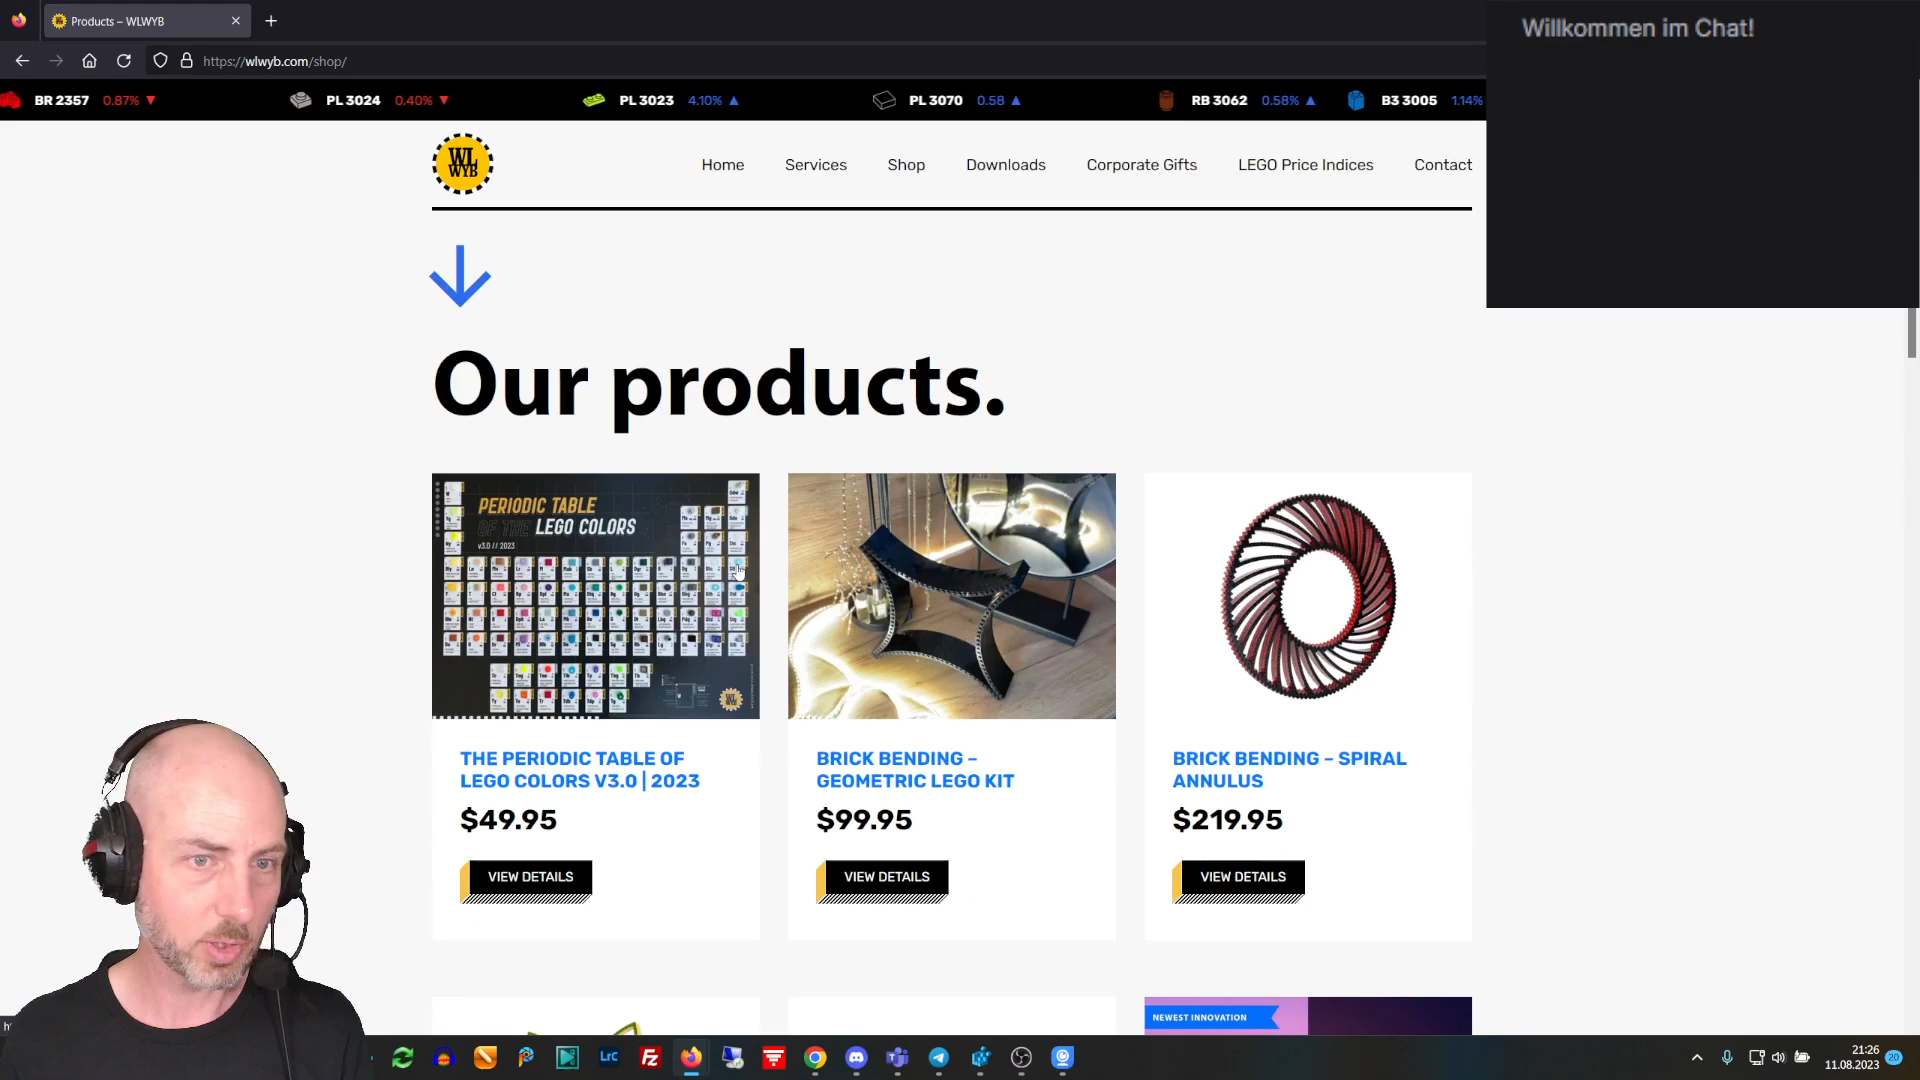 Products – WLWYB
Willkommen im Chat!
https://wlwyb.com/shop/
BR 2357 0.87% ▼
PL 3024 0.40% ▼
PL 3023 4.10% ▲
PL 3070 0.58 ▲
RB 3062 0.58% ▲
B3 3005 1.14%
WL
WYB
Home
Services
Shop
Downloads
Corporate Gifts
LEGO Price Indices
Contact
Our products.
PERIODIC TABLE
OF THE LEGO COLORS
v3.0 // 2023
THE PERIODIC TABLE OF
LEGO COLORS V3.0 | 2023
$49.95
VIEW DETAILS
BRICK BENDING –
GEOMETRIC LEGO KIT
$99.95
VIEW DETAILS
BRICK BENDING – SPIRAL
ANNULUS
$219.95
VIEW DETAILS
NEWEST INNOVATION
LrC
Fz
21:26
11.08.2023
20